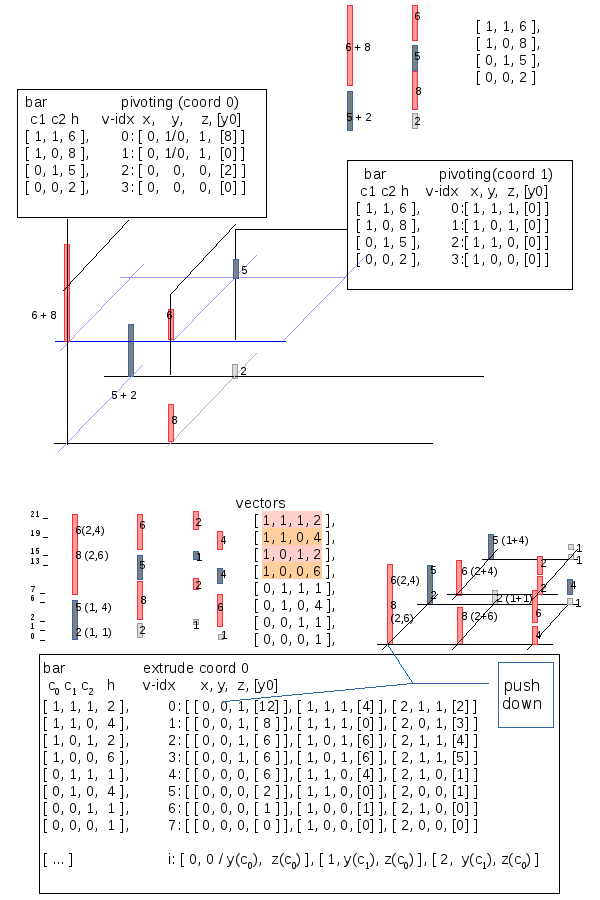 6
6 + 8
5
8
5 + 2
2
[ 1, 1, 6 ],
[ 1, 0, 8 ],
[ 0, 1, 5 ],
[ 0, 0, 2 ]
bar pivoting (coord 0)
c1 c2 h v-idx x, y, z, [y0]
[ 1, 1, 6 ], 0: [ 0, 1/0, 1, [8] ]
[ 1, 0, 8 ], 1: [ 0, 1/0, 1, [0] ]
[ 0, 1, 5 ], 2: [ 0, 0, 0, [2] ]
[ 0, 0, 2 ], 3: [ 0, 0, 0, [0] ]
bar pivoting(coord 1)
c1 c2 h v-idx x, y, z, [y0]
[ 1, 1, 6 ], 0:[ 1, 1, 1, [0] ]
[ 1, 0, 8 ], 1:[ 1, 0, 1, [0] ]
[ 0, 1, 5 ], 2:[ 1, 1, 0, [0] ]
[ 0, 0, 2 ], 3:[ 1, 0, 0, [0] ]
5
6 + 8
6
2
5 + 2
8
21
19
15
13
7
6
2
1
0
6(2,4)
8 (2,6)
5 (1, 4)
2 (1, 1)
6
5
8
2
2
1
2
1
4
4
6
1
vectors
[ 1, 1, 1, 2 ],
[ 1, 1, 0, 4 ],
[ 1, 0, 1, 2 ],
[ 1, 0, 0, 6 ],
[ 0, 1, 1, 1 ],
[ 0, 1, 0, 4 ],
[ 0, 0, 1, 1 ],
[ 0, 0, 0, 1 ],
5 (1+4)
1
1
6(2,4)
5
6 (2+4)
2
2
4
8
(2,6)
2
2 (1+1)
6
1
8 (2+6)
4
bar extrude coord 0
c0 c1 c2 h v-idx x, y, z, [y0]
[ 1, 1, 1, 2 ], 0: [ [ 0, 0, 1, [12] ], [ 1, 1, 1, [4] ], [ 2, 1, 1, [2] ]
[ 1, 1, 0, 4 ], 1: [ [ 0, 0, 1, [ 8 ] ], [ 1, 1, 1, [0] ], [ 2, 1, 0, [3] ]
[ 1, 0, 1, 2 ], 2: [ [ 0, 0, 1, [ 6 ] ], [ 1, 0, 1, [6] ], [ 2, 1, 1, [4] ]
[ 1, 0, 0, 6 ], 3: [ [ 0, 0, 1, [ 6 ] ], [ 1, 0, 1, [6] ], [ 2, 1, 1, [5] ]
[ 0, 1, 1, 1 ], 4: [ [ 0, 0, 0, [ 6 ] ], [ 1, 1, 0, [4] ], [ 2, 1, 0, [1] ]
[ 0, 1, 0, 4 ], 5: [ [ 0, 0, 0, [ 2 ] ], [ 1, 1, 0, [0] ], [ 2, 0, 0, [1] ]
[ 0, 0, 1, 1 ], 6: [ [ 0, 0, 0, [ 1 ] ], [ 1, 0, 0, [1] ], [ 2, 1, 0, [0] ]
[ 0, 0, 0, 1 ], 7: [ [ 0, 0, 0, [ 0 ] ], [ 1, 0, 0, [0] ], [ 2, 0, 0, [0] ]
[ ... ] i: [ 0, 0 / y(c0), z(c0) ], [ 1, y(c1), z(c0) ], [ 2, y(c1), z(c0) ]
push
down